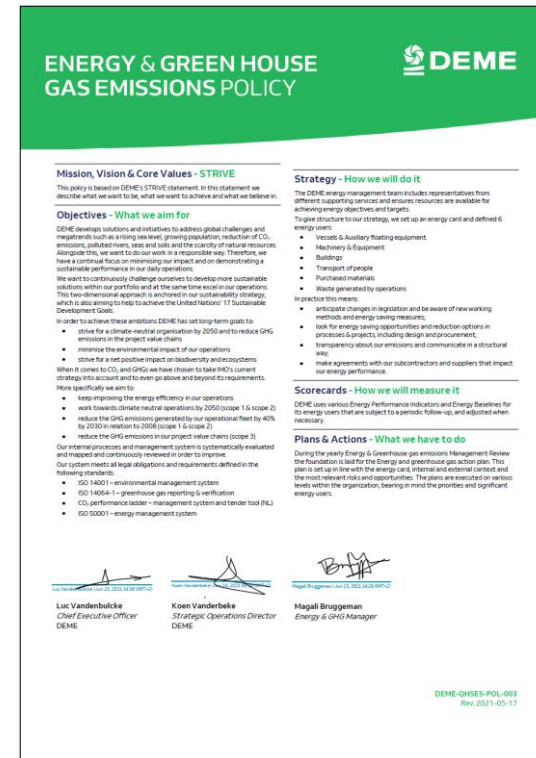 ENERGY & GREEN HOUSE
GAS EMISSIONS POLICY
DEME
Mission, Vision & Core Values - STRIVE
This policy is based on DEME's STRIVE statement. In this statement we
describe what we want to be, what we want to achieve and what we believe in.
Objectives - What we aim for
DEME develops solutions and initiatives to address global challenges and
megatrends such as a rising sea level, growing population, reduction of CO₂
emissions, polluted rivers, seas and soils and the scarcity of natural resources.
Alongside this, we want to do our work in a responsible way. Therefore, we
have a continual focus on minimising our impact and on demonstrating a
sustainable performance in our daily operations.
We want to continuously challenge ourselves to develop more sustainable
solutions within our portfolio and at the same time excel in our operations.
This two-dimensional approach is anchored in our sustainability strategy,
which is also aiming to help to achieve the United Nations' 17 Sustainable
Development Goals.
In order to achieve these ambitions DEME has set long-term goals to
▪ strive for a climate-neutral organisation by 2050 and to reduce GHG
emissions in the project value chains
▪ minimise the environmental impact of our operations
▪ strive for a net positive impact on biodiversity and ecosystems
When it comes to CO₂ and GHGs we have chosen to take IMO's current
strategy into account and to even go above and beyond its requirements.
More specifically we aim to:
▪ keep improving the energy efficiency in our operations
▪ work towards climate neutral operations by 2050 (scope 1 & scope 2)
▪ reduce the GHG emissions generated by our operational fleet by 40%
by 2030 in relation to 2008 (scope 1 & scope 2)
▪ reduce the GHG emissions in our project value chains (scope 3)
Our internal processes and management system is systematically evaluated
and mapped and continuously reviewed in order to improve.
Our system meets all legal obligations and requirements defined in the
following standards:
▪ ISO 14001 – environmental management system
▪ ISO 14064-1 – greenhouse gas reporting & verification
▪ CO₂ performance ladder – management system and tender tool (NL)
▪ ISO 50001 – energy management system
Strategy - How we will do it
The DEME energy management team includes representatives from
different supporting services and ensures resources are available for
achieving energy objectives and targets.
To give structure to our strategy, we set up an energy card and defined 6
energy users:
▪ Vessels & Auxiliary floating equipment
▪ Machinery & Equipment
▪ Buildings
▪ Transport of people
▪ Purchased materials
▪ Waste generated by operations
In practice this means:
▪ anticipate changes in legislation and be aware of new working
methods and energy saving measures;
▪ look for energy saving opportunities and reduction options in
processes & projects, including design and procurement;
▪ transparency about our emissions and communicate in a structural
way;
▪ make agreements with our subcontractors and suppliers that impact
our energy performance.
Scorecards - How we will measure it
DEME uses various Energy Performance Indicators and Energy Baselines for
its energy users that are subject to a periodic follow-up, and adjusted when
necessary.
Plans & Actions - What we have to do
During the yearly Energy & Greenhouse gas emissions Management Review
the foundation is laid for the Energy and greenhouse gas action plan. This
plan is set up in line with the energy card, internal and external context and
the most relevant risks and opportunities. The plans are executed on various
levels within the organization, bearing in mind the priorities and significant
energy users.
Luc Vandenbulcke
Chief Executive Officer
DEME
Koen Vanderbeke
Strategic Operations Director
DEME
Magali Bruggeman
Energy & GHG Manager
DEME-QHSES-POL-003
Rev. 2021-05-17